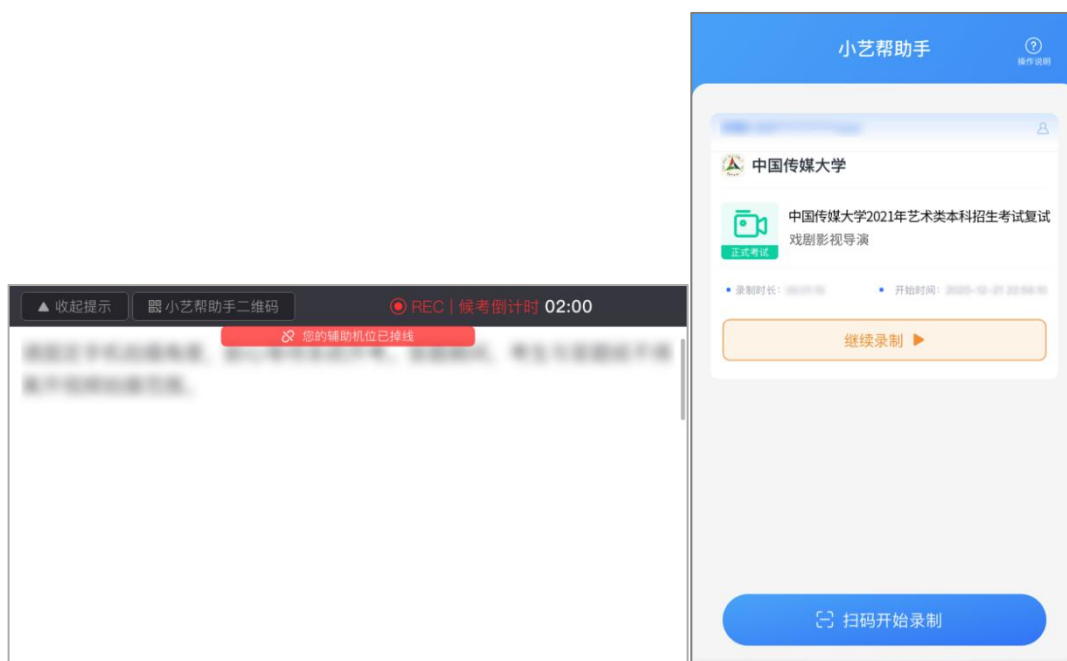 收起提示
小艺帮助手二维码
REC | 候考倒计时 02:00
您的辅助机位已掉线
小艺帮助手
操作说明
中国传媒大学
中国传媒大学2021年艺术类本科招生考试复试
正式考试
戏剧影视导演
录制时长：
开始时间：
继续录制
扫码开始录制